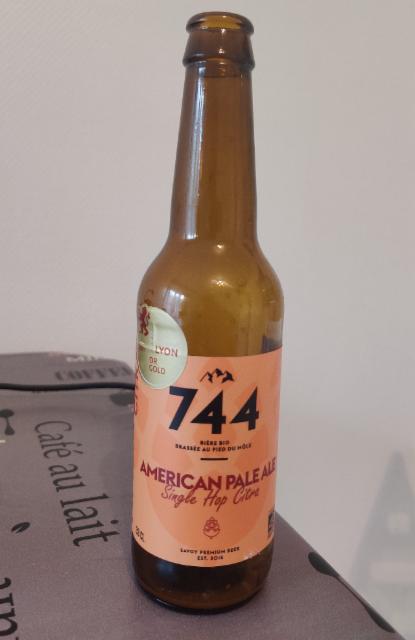 LYON
OR
GOLD
744
BIÈRE BIO
BRASSÉE AU PIED DU MÔLE
AMERICAN PALE ALE
Single Hop Citra
SAVOY PREMIUM BEER
EST. 2016
COFFEE
Café au lait